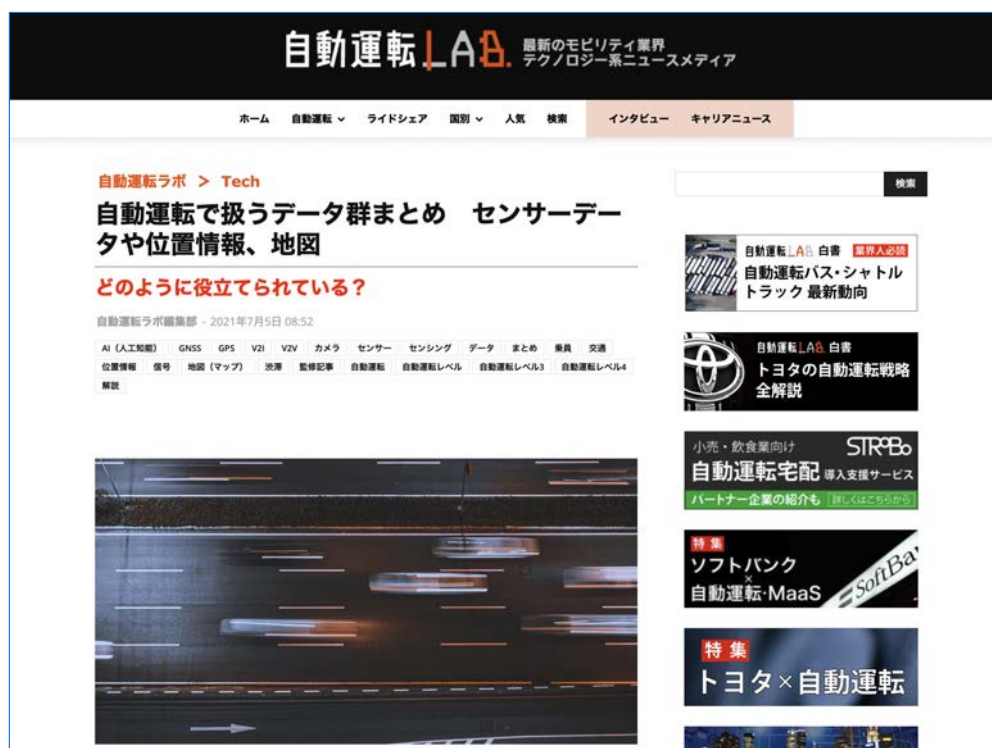 自動運転LAB.
最新のモビリティ業界
テクノロジー系ニュースメディア
ホーム 自動運転 ライドシェア 国別 人気 検索 インタビュー キャリアニュース
自動運転ラボ > Tech
自動運転で扱うデータ群まとめ　センサーデー
タや位置情報、地図
どのように役立てられている？
自動運転ラボ編集部 - 2021年7月5日 08:52
AI（人工知能） GNSS GPS V2I V2V カメラ センサー センシング データ まとめ 乗員 交通
位置情報 信号 地図（マップ） 渋滞 監修記事 自動運転 自動運転レベル 自動運転レベル3 自動運転レベル4
解説
検索
自動運転LAB 白書 業界人必読
自動運転バス・シャトル
トラック 最新動向
自動運転LAB 白書
トヨタの自動運転戦略
全解説
小売・飲食業向け STROBO
自動運転宅配 導入支援サービス
パートナー企業の紹介も 詳しくはこちらから
特集
ソフトバンク
×
自動運転・MaaS
SoftBa
特集
トヨタ×自動運転